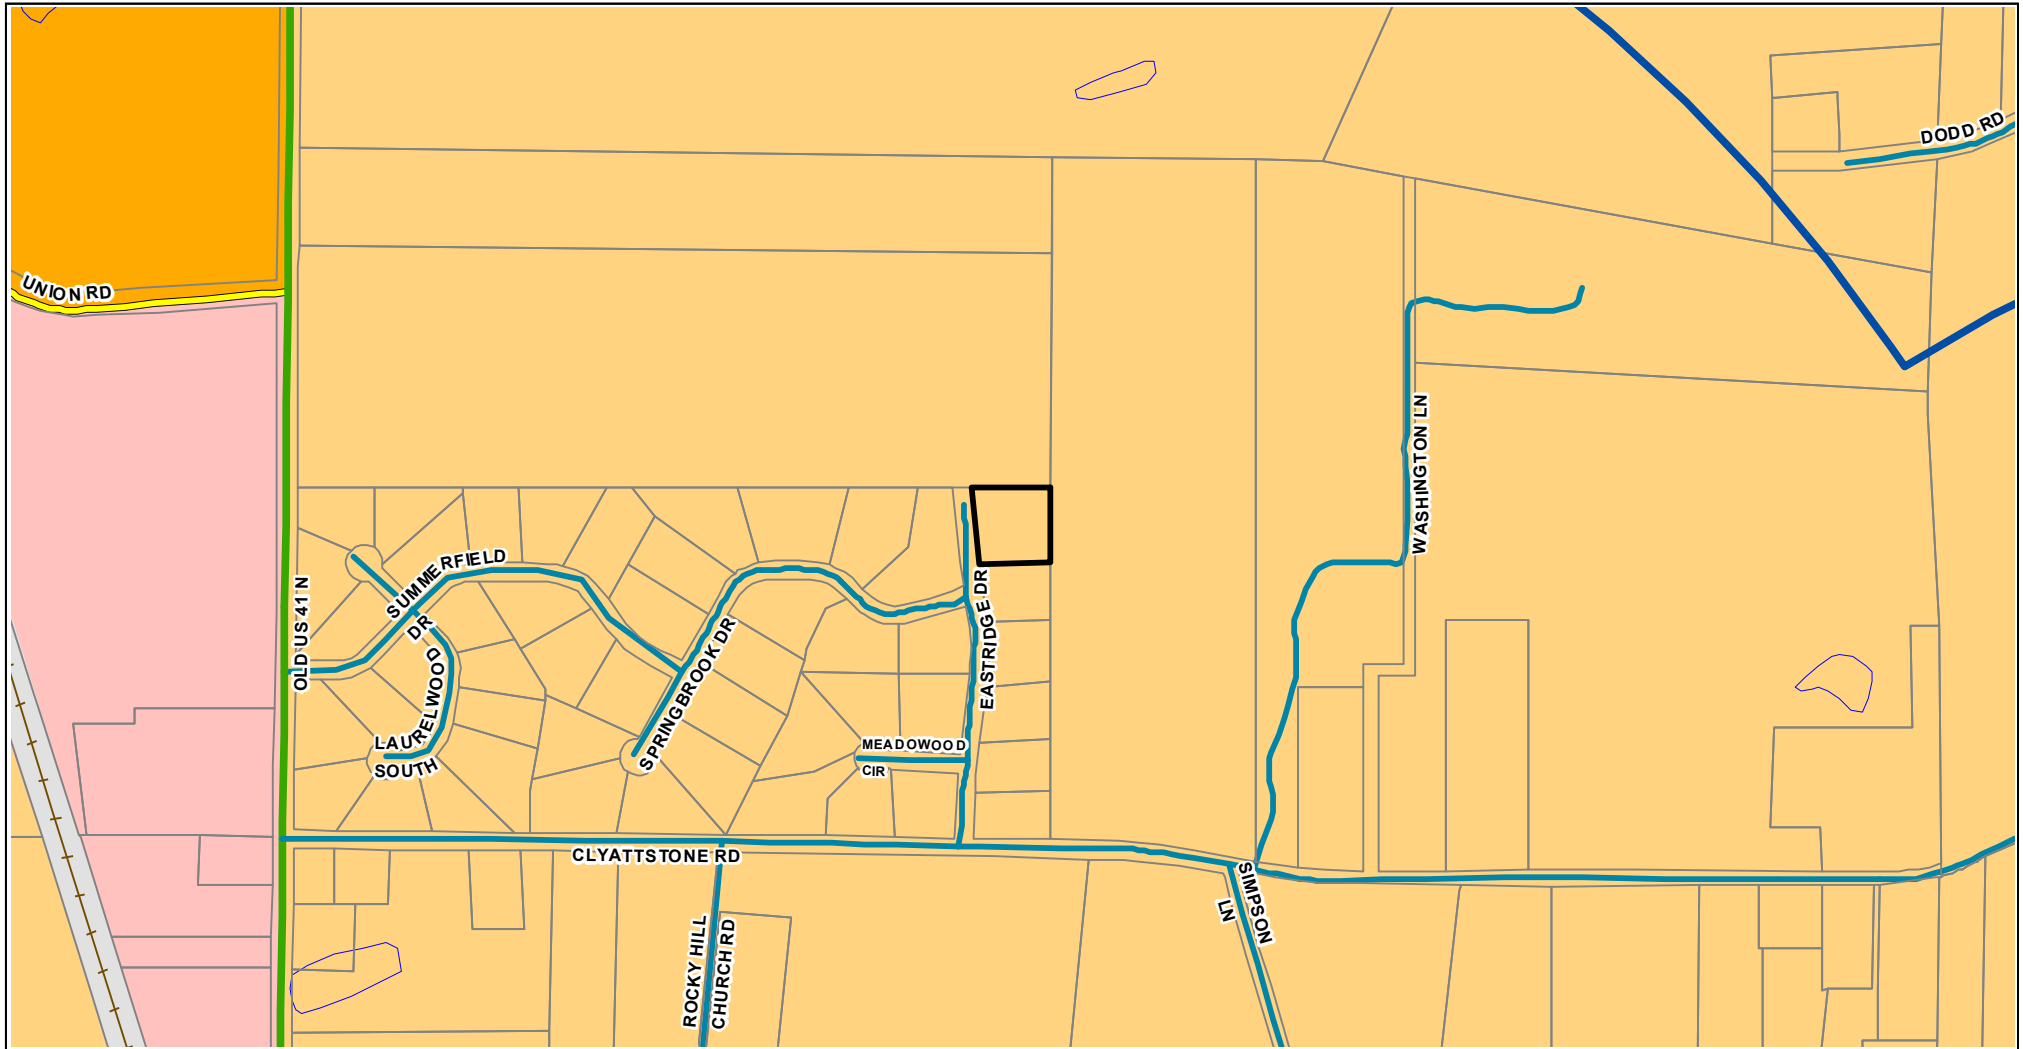 DODD RD
UNION RD
WASHINGTON LN
SUMMERFIELD
DR
OLD US 41 N
EASTRIDGE DR
SPRINGBROOK DR
LAURELWOOD
SOUTH
MEADOWOOD
CIR
CLYATTSTONE RD
SIMPSON
LN
ROCKY HILL
CHURCH RD